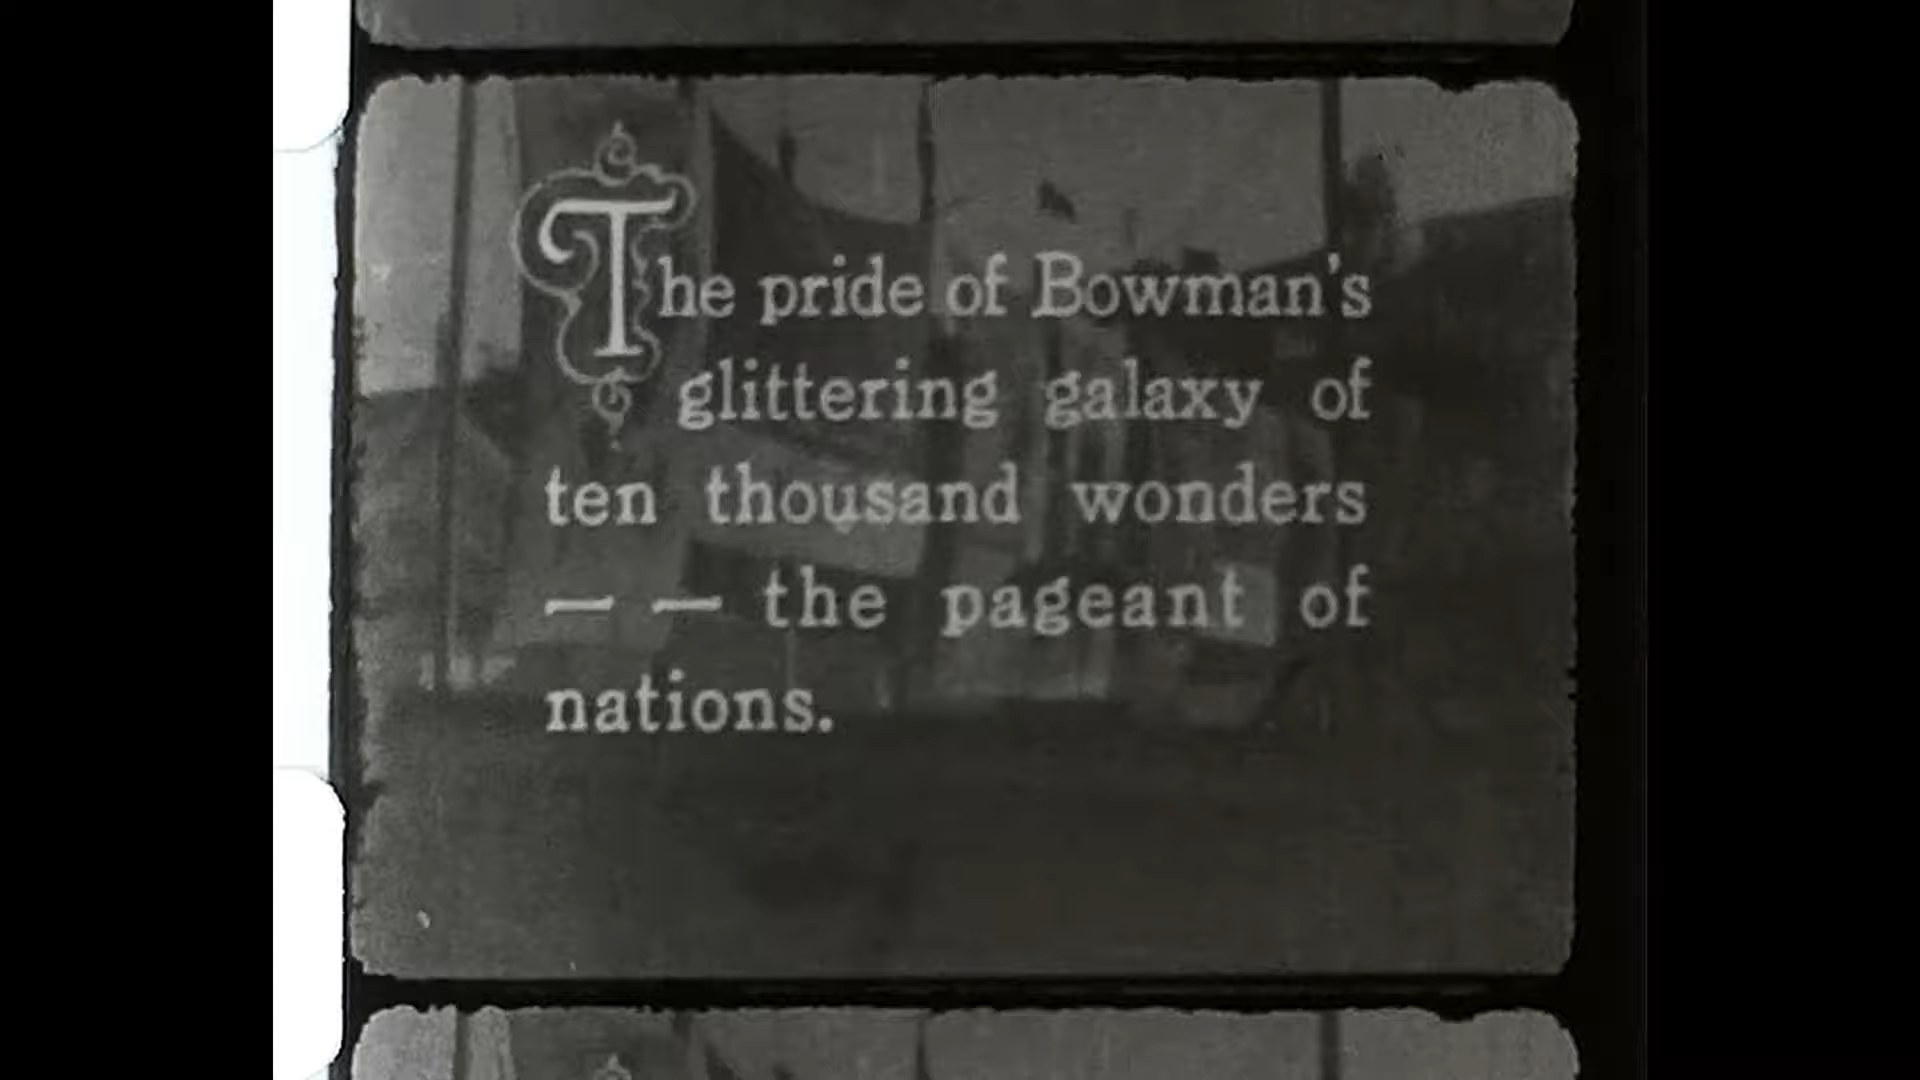 The pride of Bowman's
glittering galaxy of
ten thousand wonders
— — the pageant of
nations.